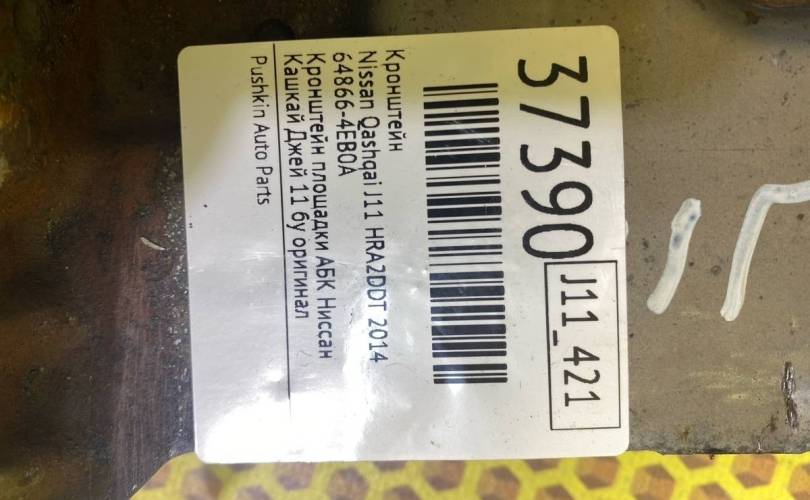 37390
J11_421
Кронштейн
Nissan Qashqai J11 HRA2DDT 2014
64866-4EB0A
Кронштейн площадки АБК Ниссан
Кашкай Джей 11 бу оригинал
Pushkin Auto Parts